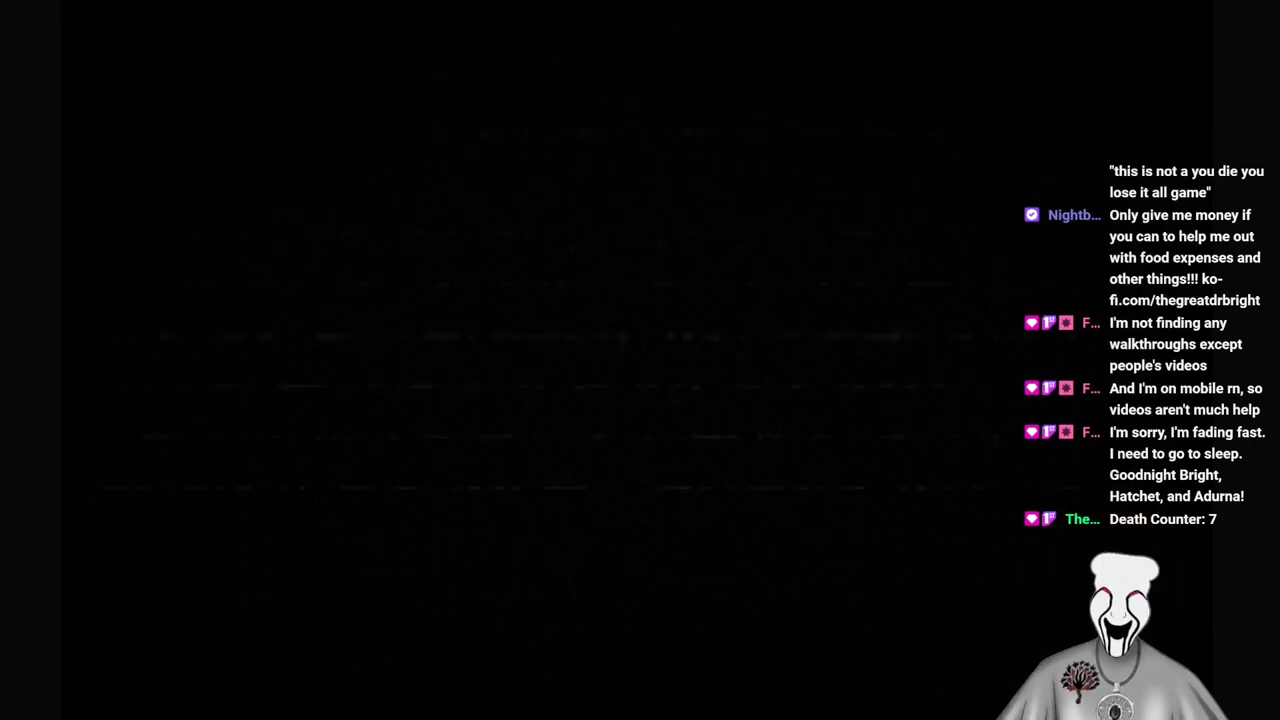 "this is not a you die you
lose it all game"
Nightb… Only give me money if
you can to help me out
with food expenses and
other things!!! ko-
fi.com/thegreatdrbright
F… I'm not finding any
walkthroughs except
people's videos
F… And I'm on mobile rn, so
videos aren't much help
F… I'm sorry, I'm fading fast.
I need to go to sleep.
Goodnight Bright,
Hatchet, and Adurna!
The… Death Counter: 7